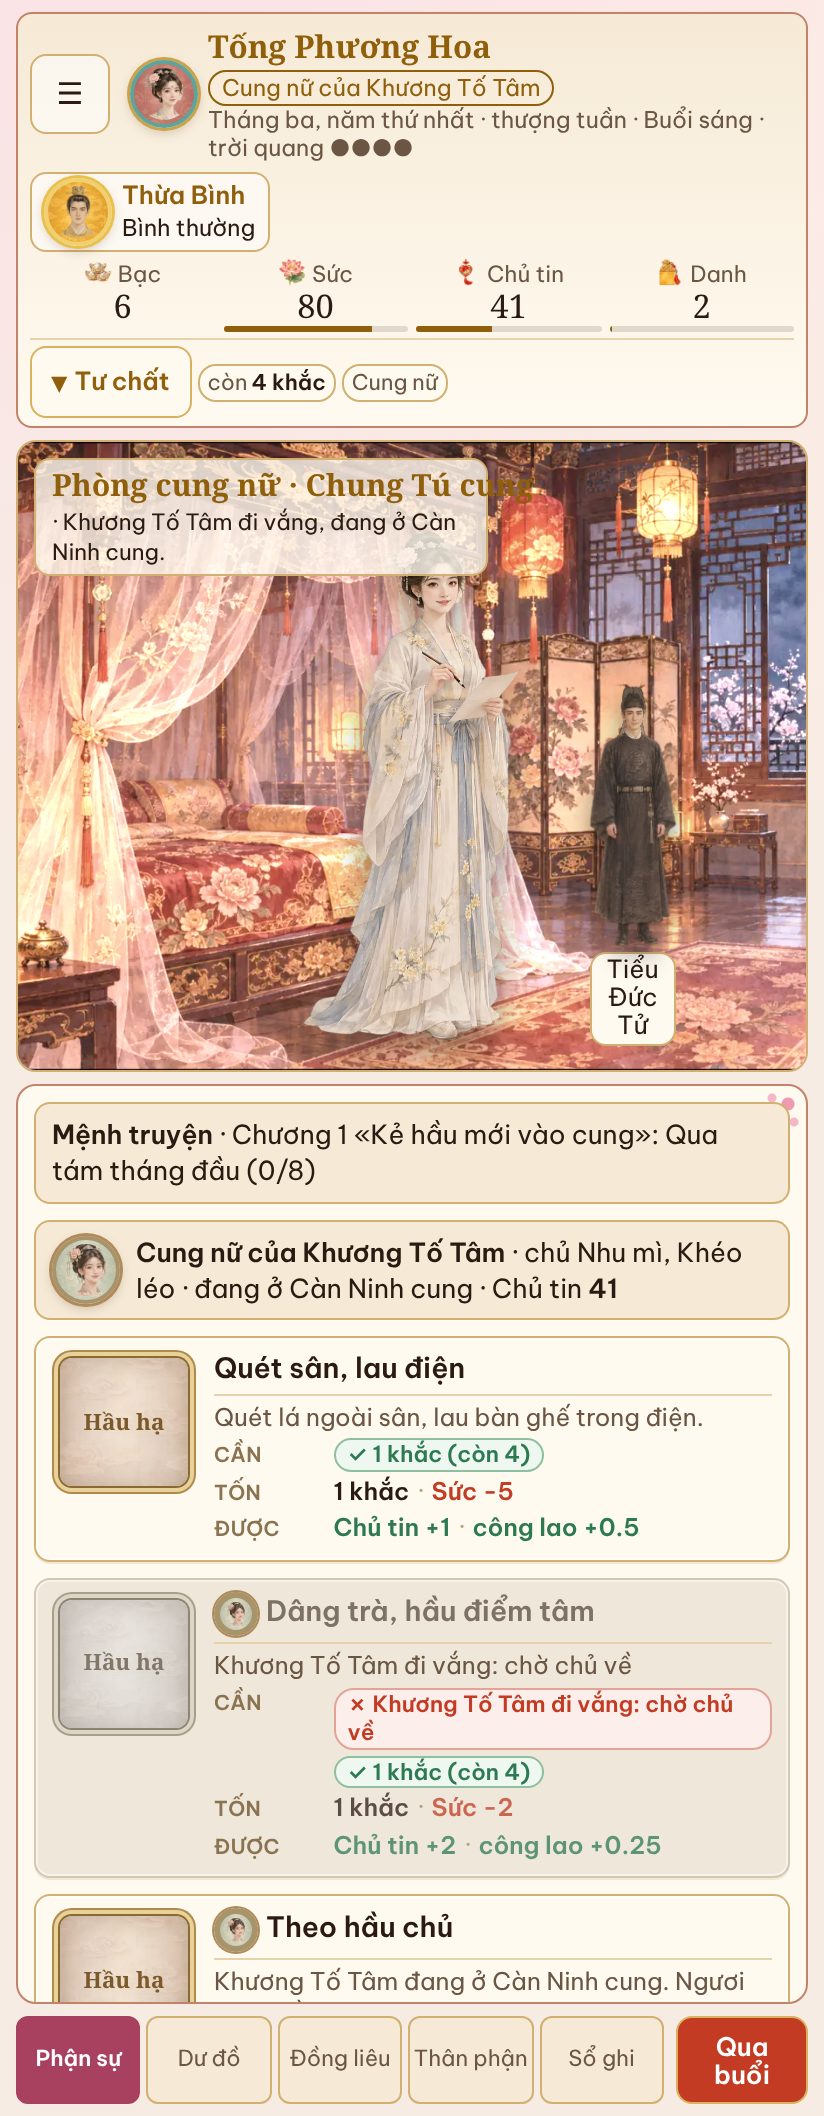 ☰
Tống Phương Hoa
Cung nữ của Khương Tố Tâm
Tháng ba, năm thứ nhất · thượng tuần · Buổi sáng ·
trời quang ●●●●
Thừa Bình
Bình thường
Bạc
6
Sức
80
Chủ tin
41
Danh
2
▼ Tư chất
còn 4 khắc
Cung nữ
Phòng cung nữ · Chung Tú cung
· Khương Tố Tâm đi vắng, đang ở Càn
Ninh cung.
Tiểu
Đức
Tử
Mệnh truyện · Chương 1 «Kẻ hầu mới vào cung»: Qua
tám tháng đầu (0/8)
Cung nữ của Khương Tố Tâm · chủ Nhu mì, Khéo
léo · đang ở Càn Ninh cung · Chủ tin 41
Hầu hạ
Quét sân, lau điện
Quét lá ngoài sân, lau bàn ghế trong điện.
CẦN
✓ 1 khắc (còn 4)
TỐN
1 khắc · Sức -5
ĐƯỢC
Chủ tin +1 · công lao +0.5
Hầu hạ
Dâng trà, hầu điểm tâm
Khương Tố Tâm đi vắng: chờ chủ về
CẦN
✕ Khương Tố Tâm đi vắng: chờ chủ
về
✓ 1 khắc (còn 4)
TỐN
1 khắc · Sức -2
ĐƯỢC
Chủ tin +2 · công lao +0.25
Hầu hạ
Theo hầu chủ
Khương Tố Tâm đang ở Càn Ninh cung. Ngươi
Phận sự
Dư đồ
Đồng liêu
Thân phận
Sổ ghi
Qua
buổi